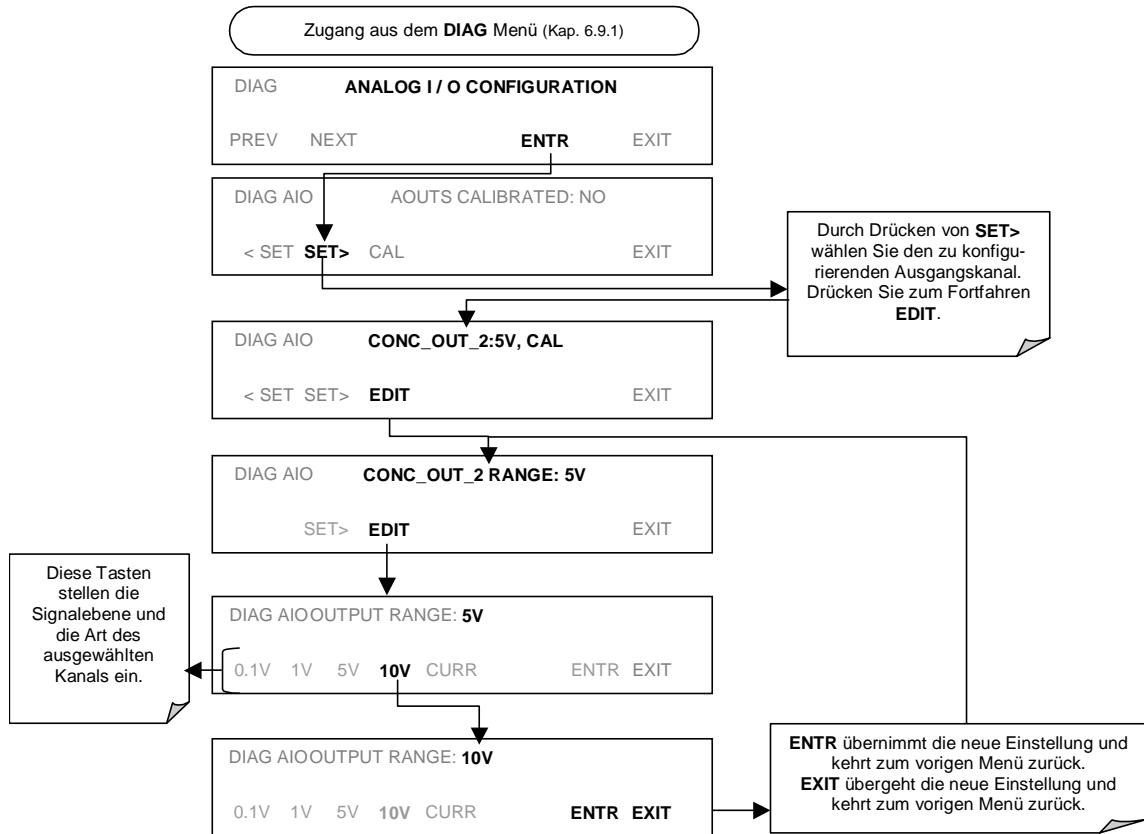 Zugang aus dem DIAG Menü (Kap. 6.9.1)
DIAG ANALOG I / O CONFIGURATION
PREV NEXT ENTR EXIT
DIAG AIO AOUTS CALIBRATED: NO
< SET SET> CAL EXIT
Durch Drücken von SET>
wählen Sie den zu konfigu-
rierenden Ausgangskanal.
Drücken Sie zum Fortfahren
EDIT.
DIAG AIO CONC_OUT_2:5V, CAL
< SET SET> EDIT EXIT
DIAG AIO CONC_OUT_2 RANGE: 5V
SET> EDIT EXIT
Diese Tasten
stellen die
Signalebene und
die Art des
ausgewählten
Kanals ein.
DIAG AIO OUTPUT RANGE: 5V
0.1V 1V 5V 10V CURR ENTR EXIT
DIAG AIO OUTPUT RANGE: 10V
0.1V 1V 5V 10V CURR ENTR EXIT
ENTR übernimmt die neue Einstellung und
kehrt zum vorigen Menü zurück.
EXIT übergeht die neue Einstellung und
kehrt zum vorigen Menü zurück.